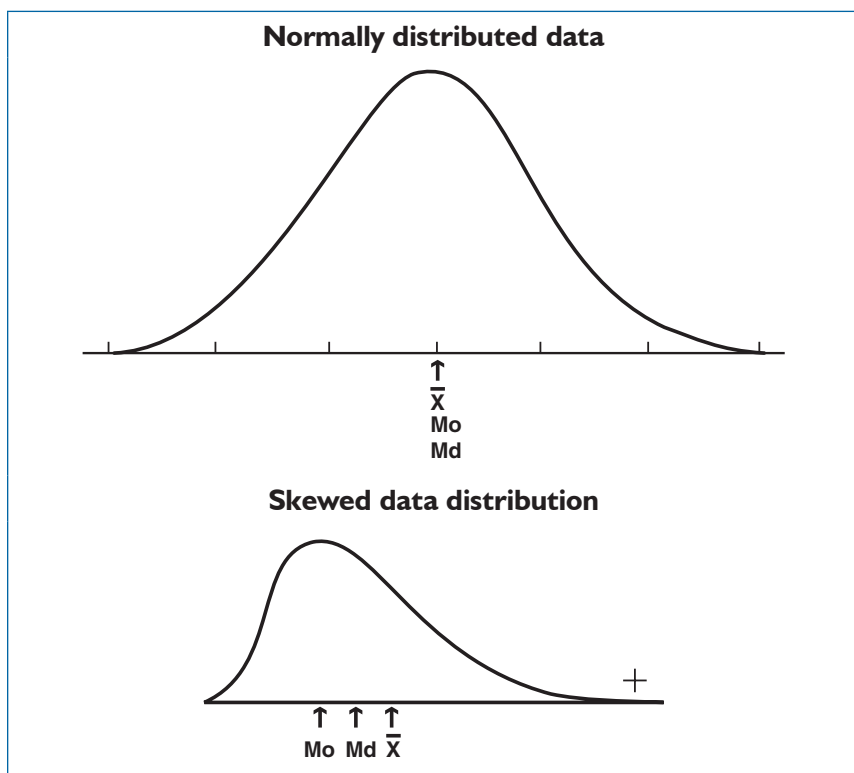 Normally distributed data
X̅
Mo
Md
Skewed data distribution
+
Mo Md X̅